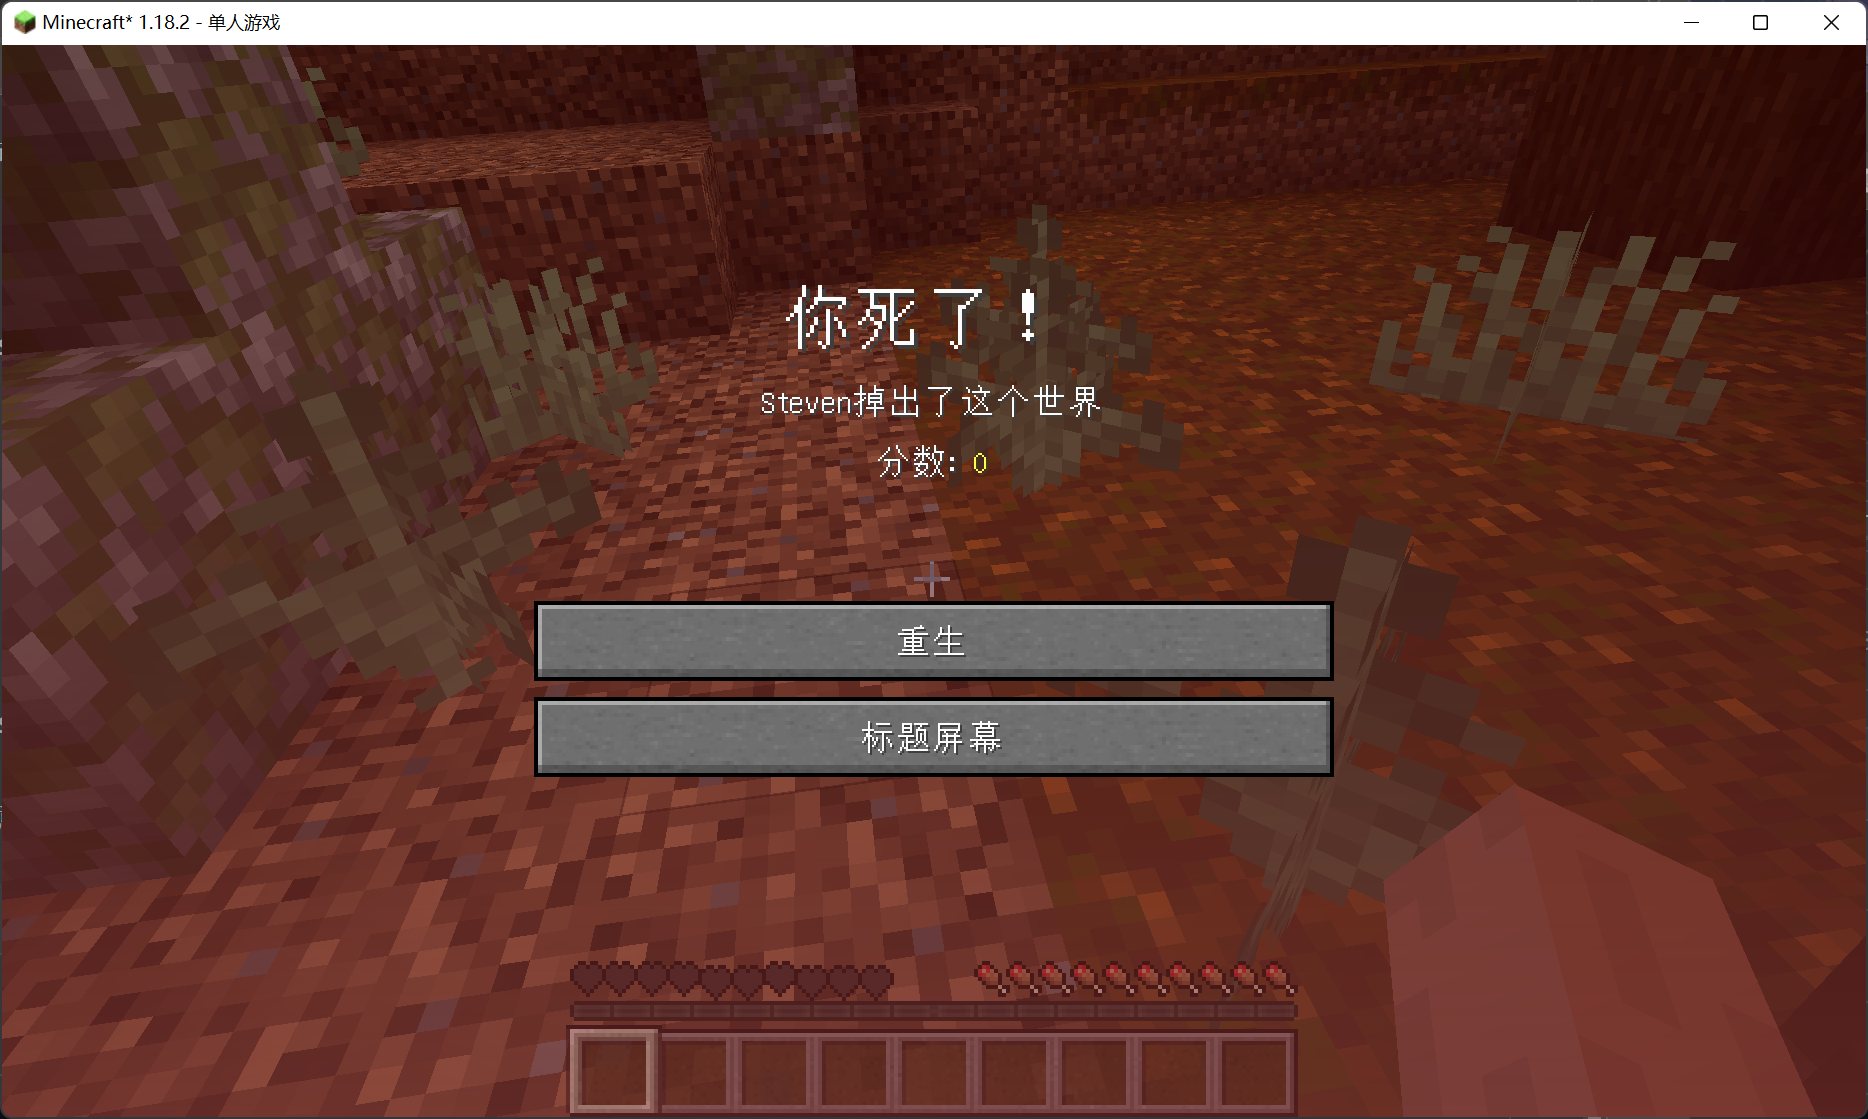 Minecraft* 1.18.2 - 单人游戏
你死了！
Steven掉出了这个世界
分数: 0
重生
标题屏幕